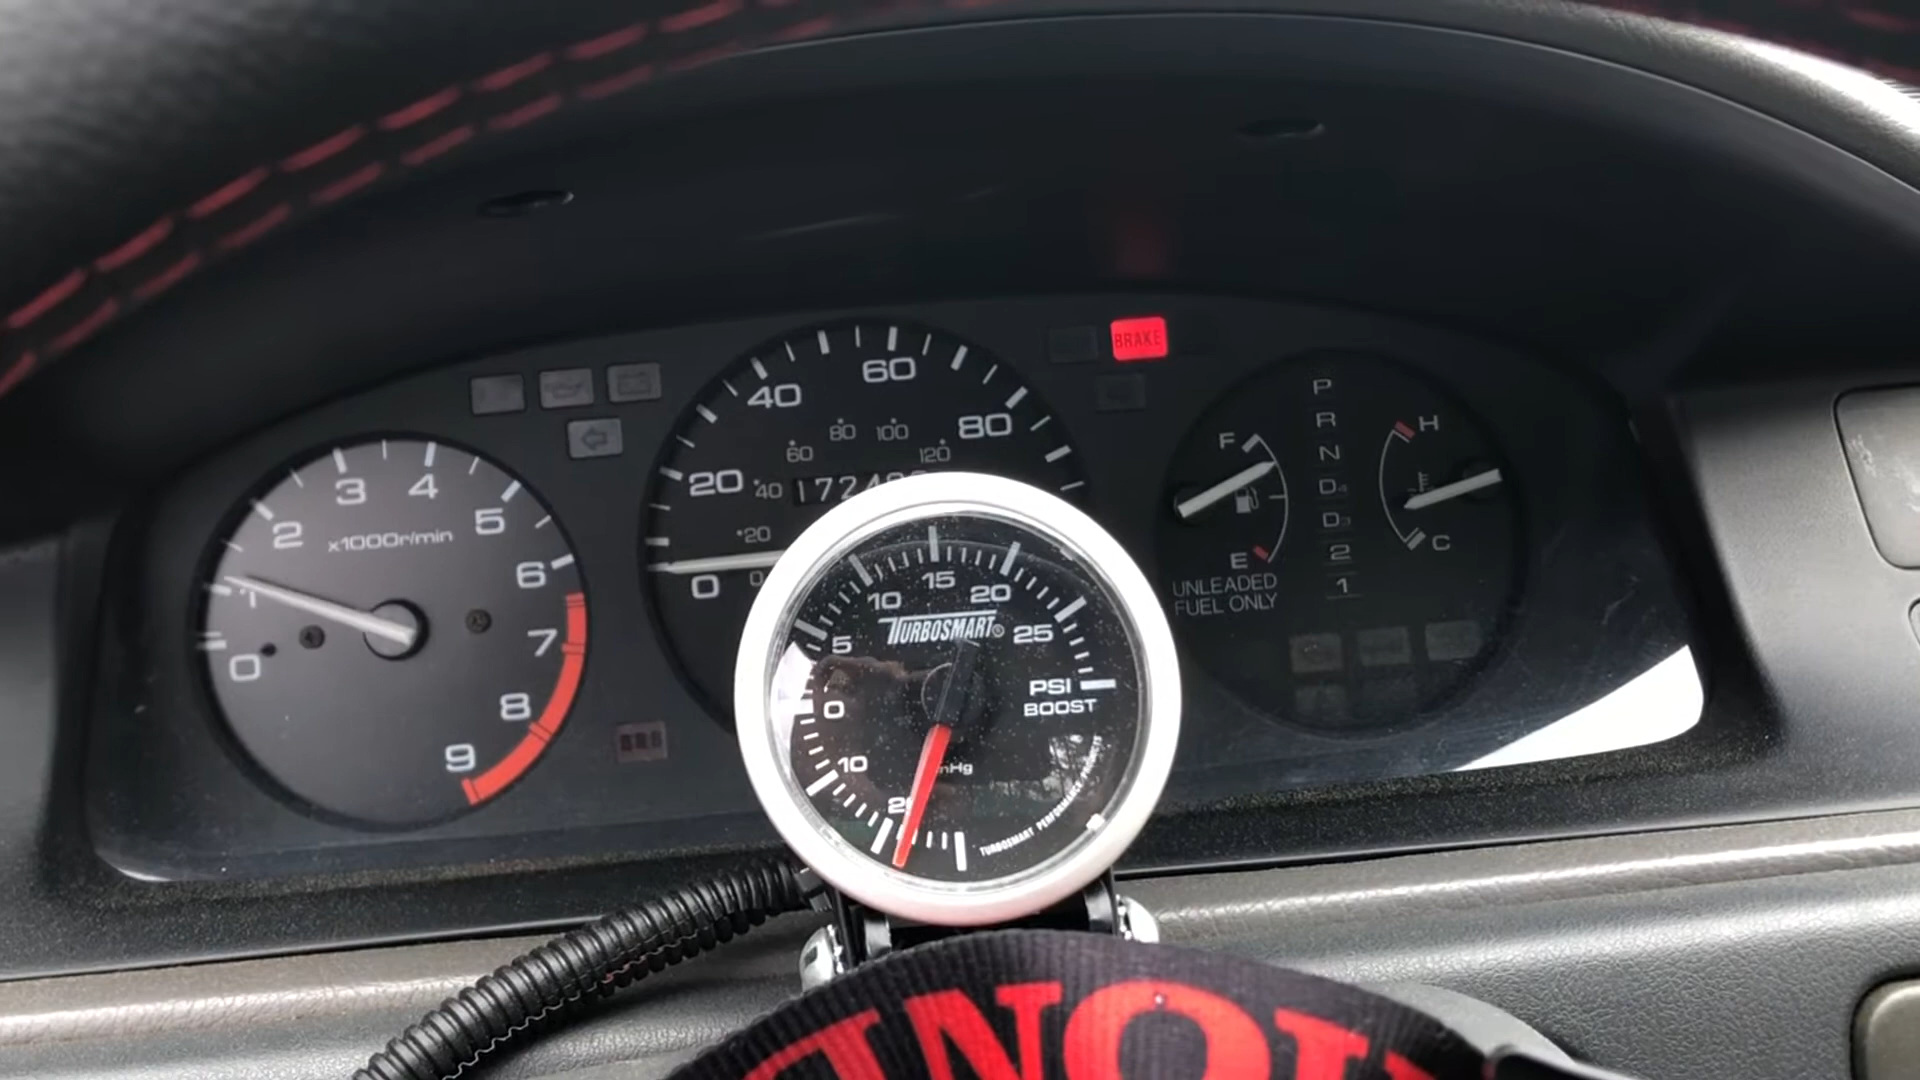 BRAKE
0
1
2
3
4
5
6
7
8
9
x1000r/min
0
20
40
60
80
0
20
40
60
80
100
120
F
E
UNLEADED
FUEL ONLY
P
R
N
D4
D3
2
1
H
C
0
5
10
15
20
25
TURBOSMART®
PSI
BOOST
10
TURBOSMART PERFORMANCE PRODUCTS